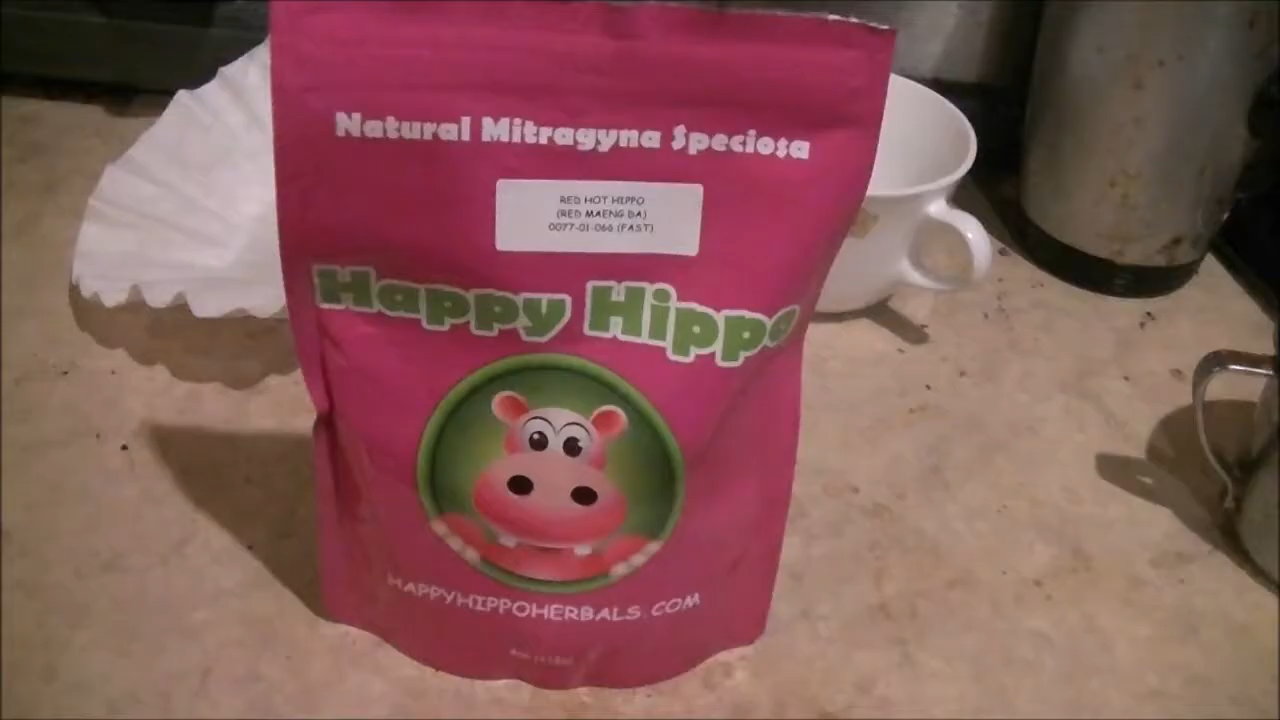 Natural Mitragyna Speciosa
RED HOT HIPPO
(RED MAENG DA)
0077-01-066 (FAST)
Happy Hippo
HAPPYHIPPOHERBALS.COM